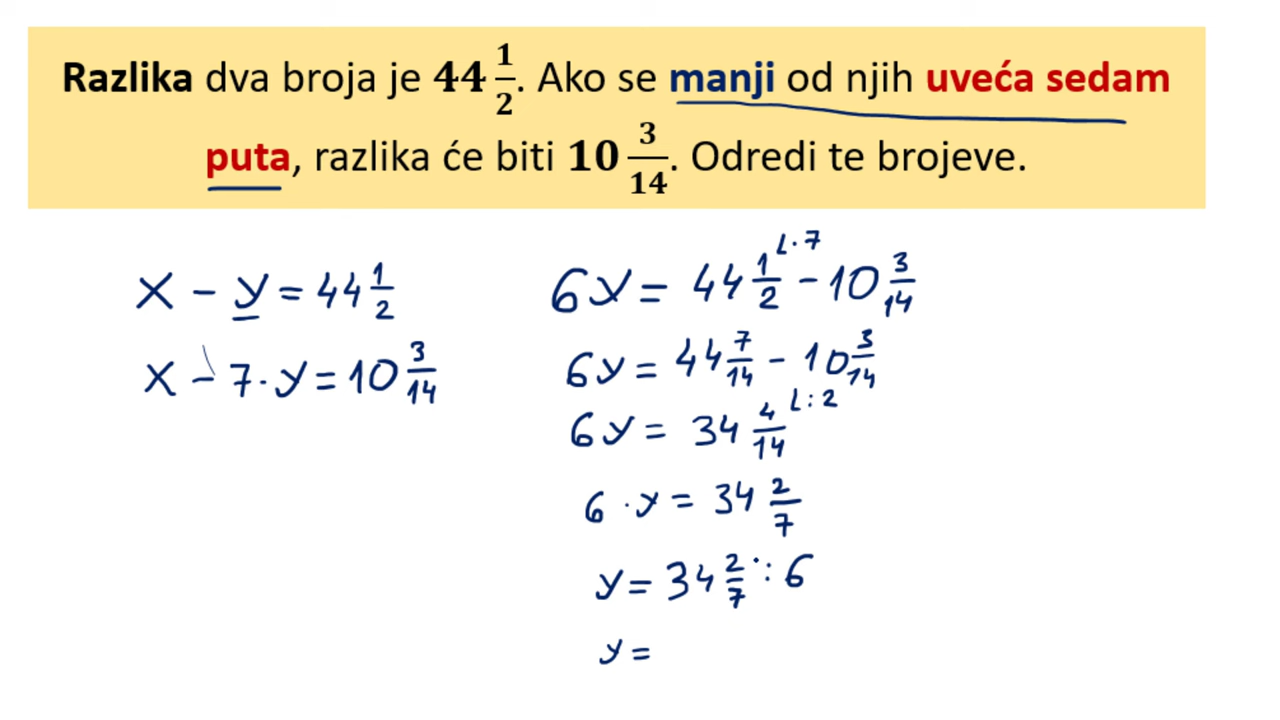 Razlika dva broja je 44 1/2. Ako se manji od njih uveća sedam
puta, razlika će biti 10 3/14. Odredi te brojeve.
x - y = 44 1/2
x - 7·y = 10 3/14
6y = 44 1/2 L·7 - 10 3/14
6y = 44 7/14 - 10 3/14
6y = 34 4/14 L:2
6·y = 34 2/7
y = 34 2/7 : 6
y =